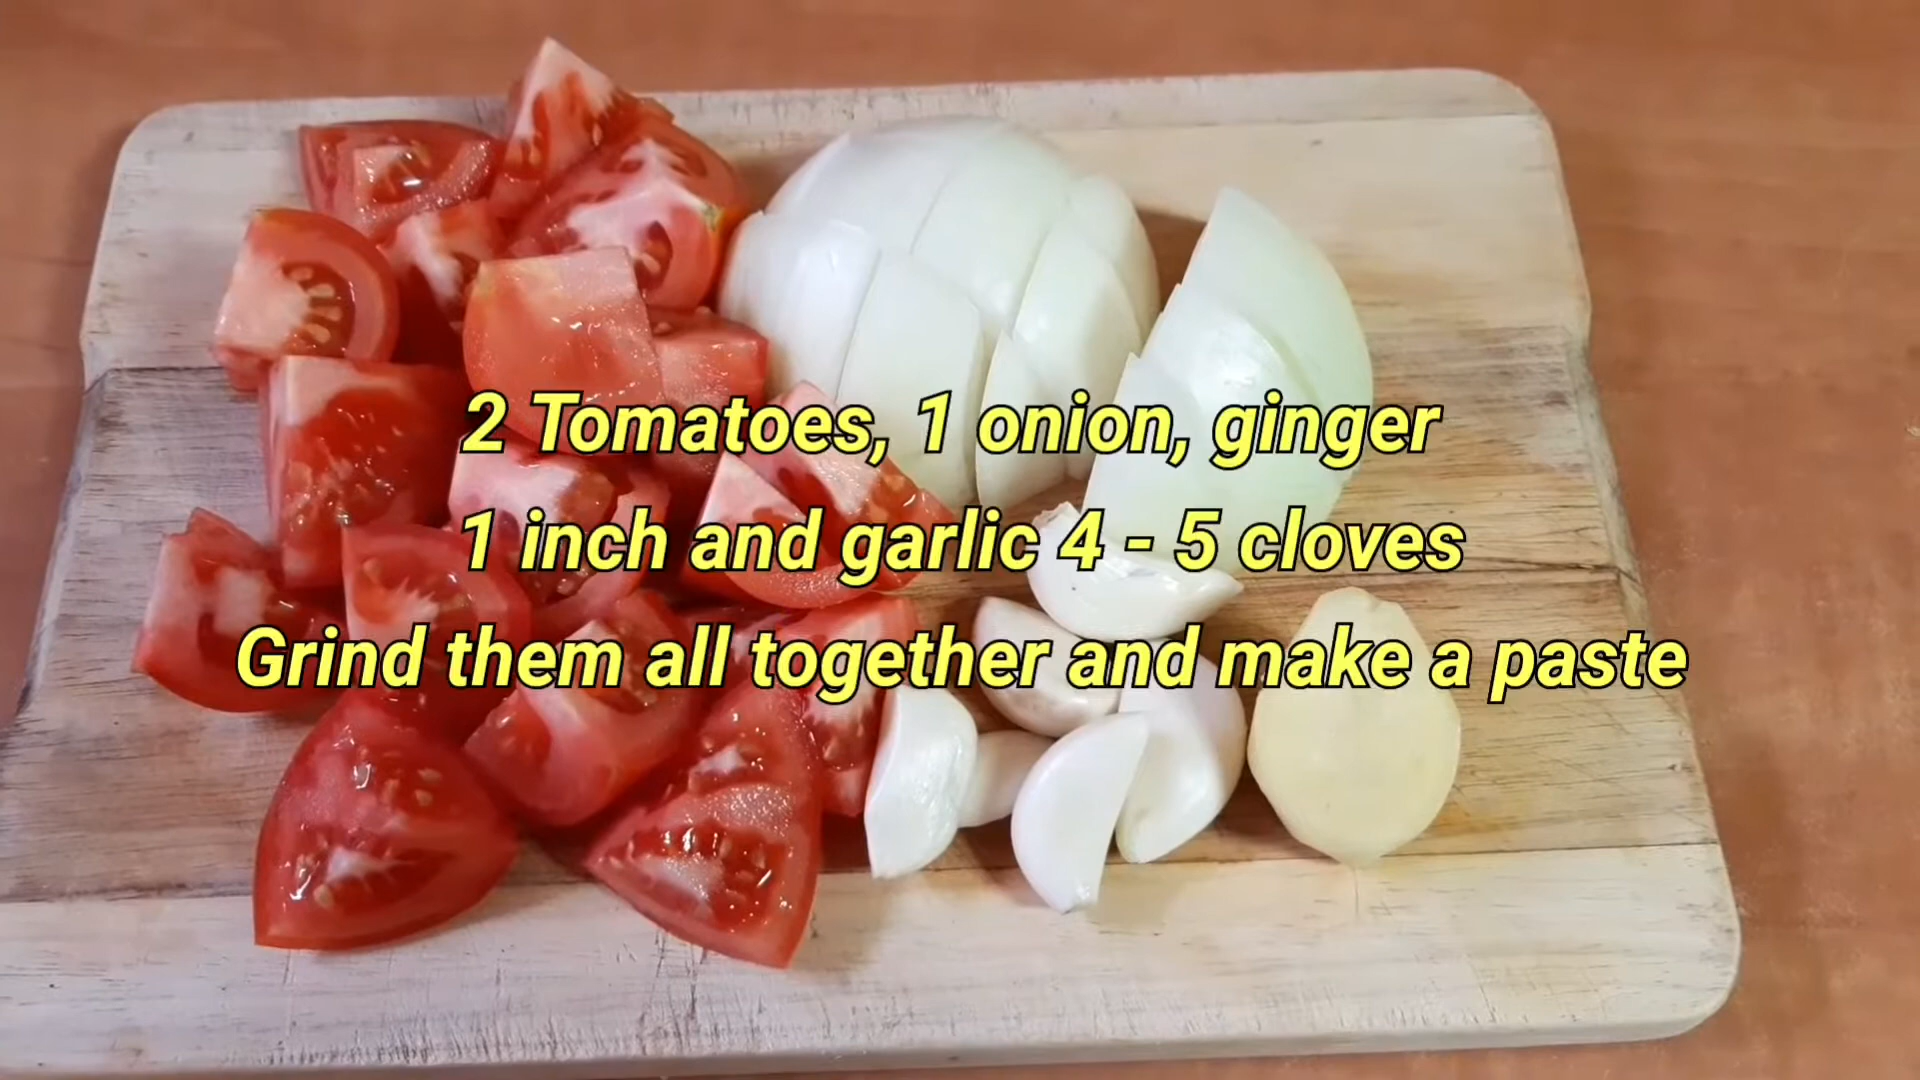 2 Tomatoes, 1 onion, ginger
1 inch and garlic 4 - 5 cloves
Grind them all together and make a paste